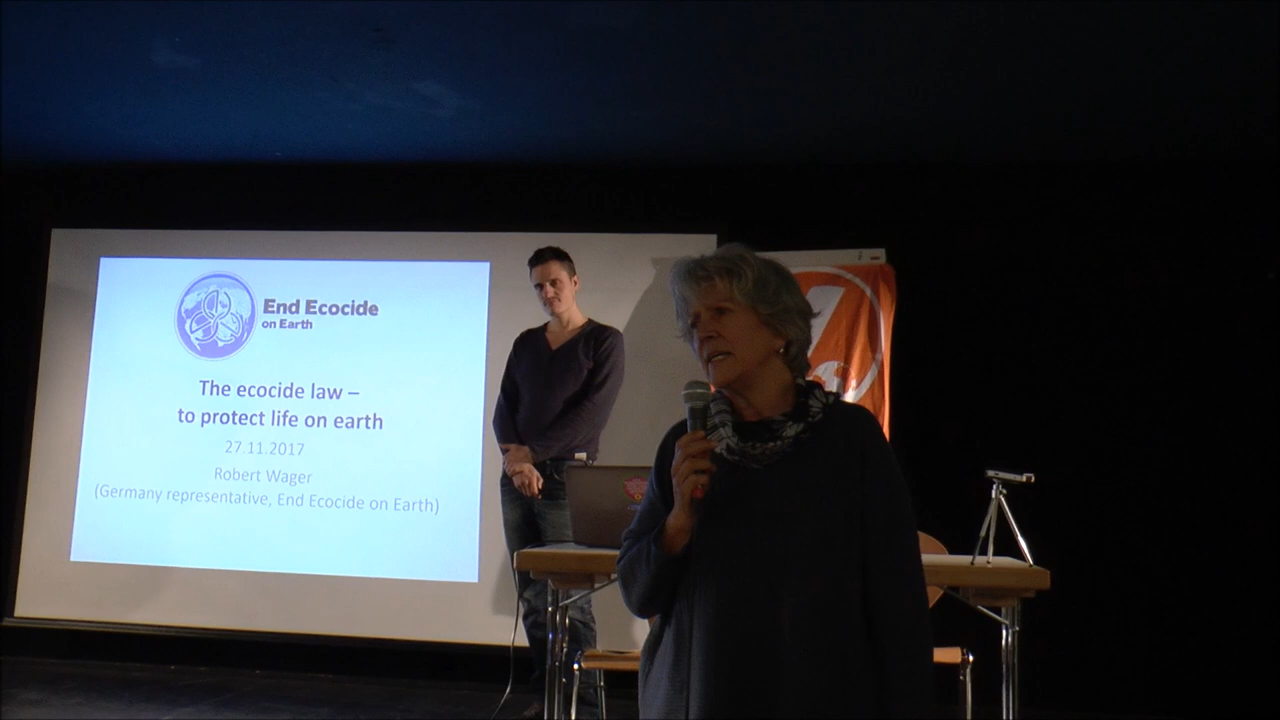 End Ecocide
on Earth
The ecocide law –
to protect life on earth
27.11.2017
Robert Wager
(Germany representative, End Ecocide on Earth)